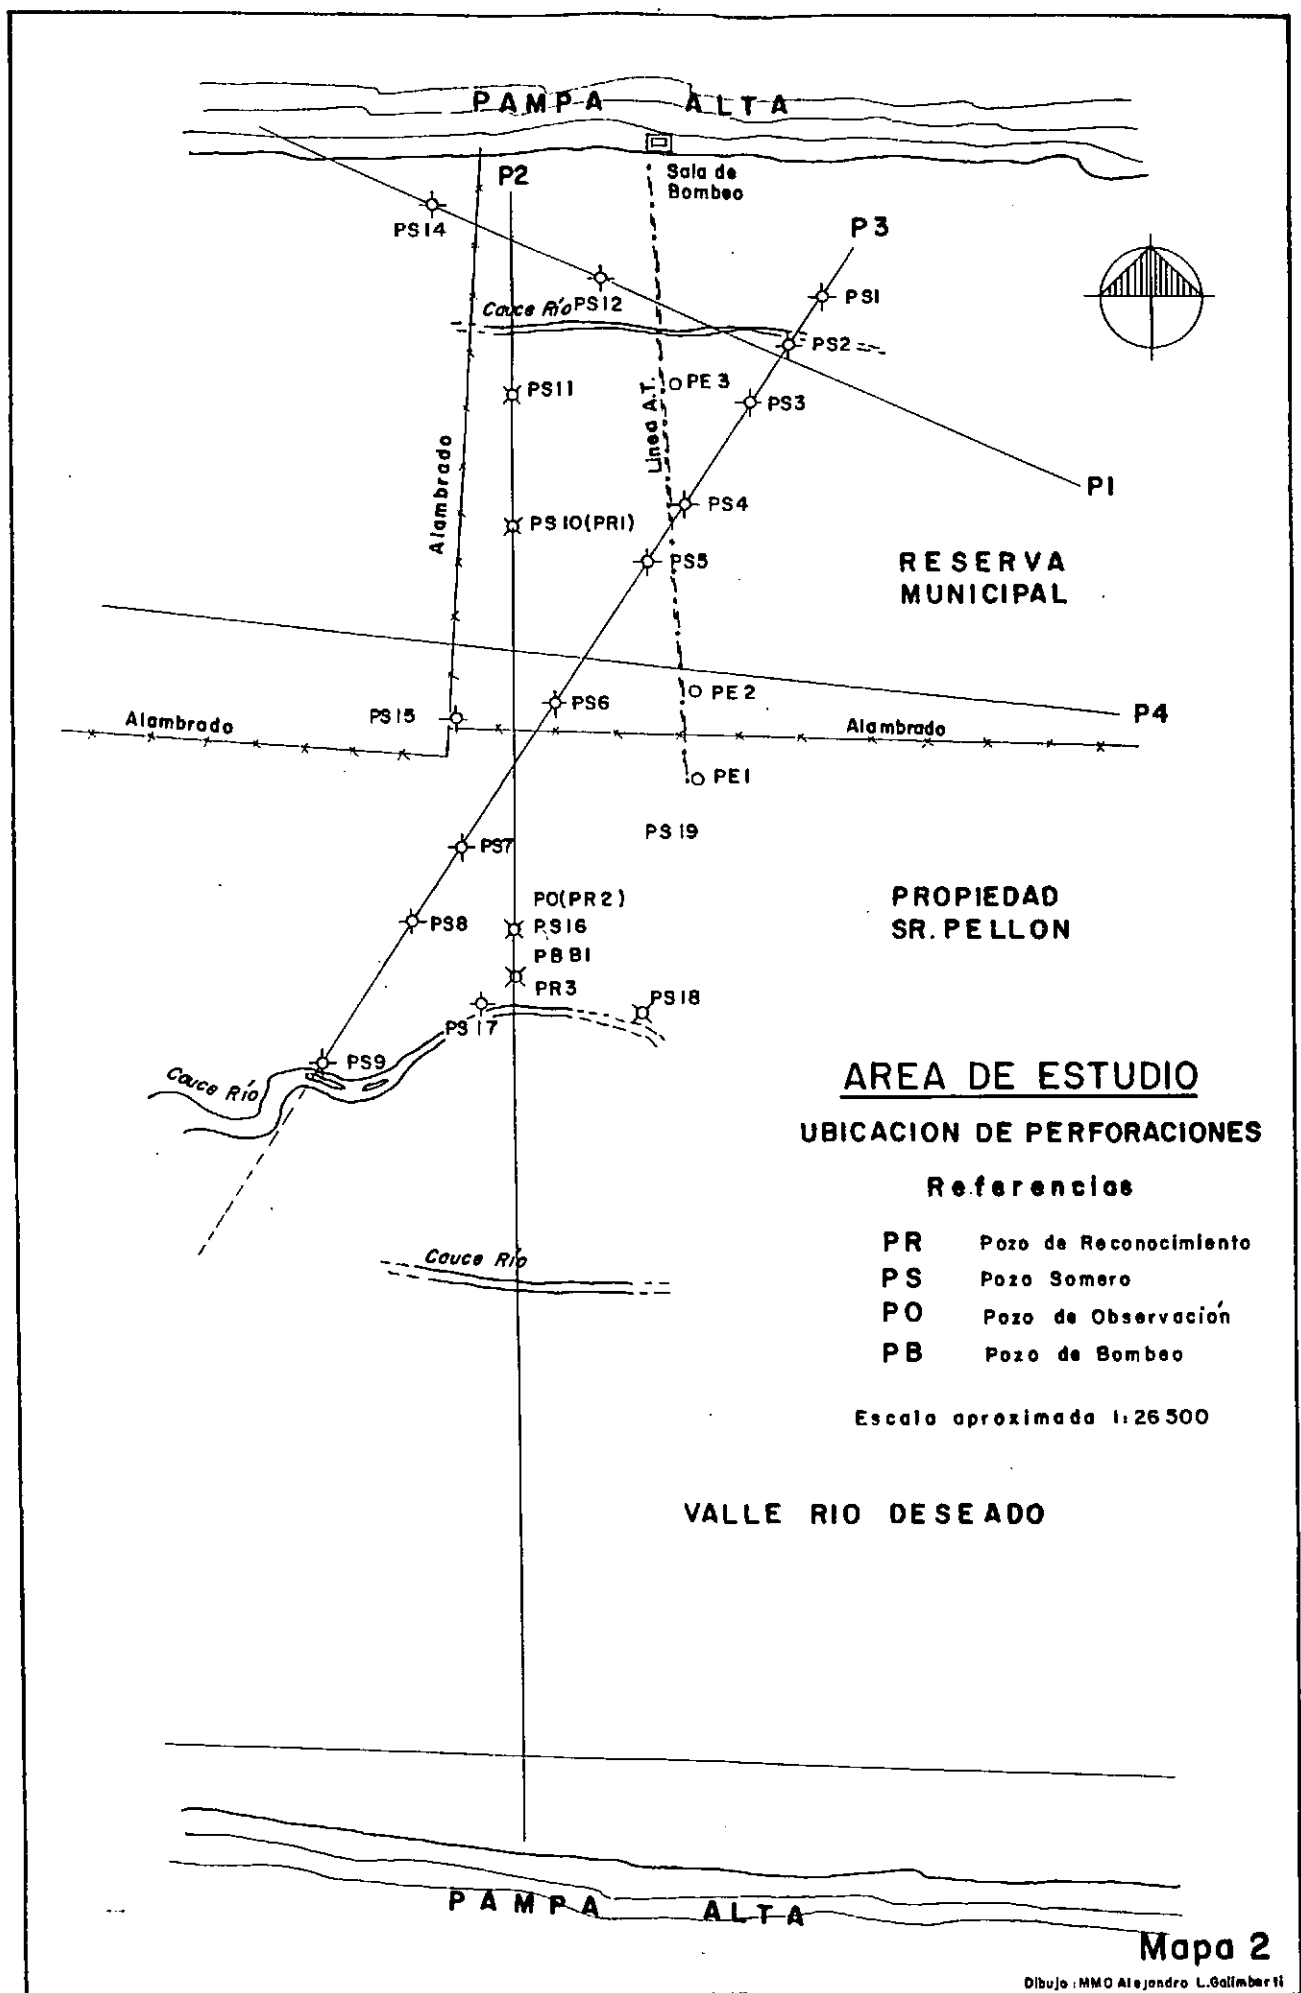 PAMPA ALTA
P2
Sala de
Bombeo
PS14
P3
PS1
PS12
Cauce Río
PS2
PE 3
PS11
PS3
Línea A.T.
Alambrado
P1
PS4
PS10(PR1)
PS5
RESERVA
MUNICIPAL
PE 2
PS6
P4
PS15
Alambrado
Alambrado
PE1
PS19
PS7
PO(PR2)
PROPIEDAD
SR. PELLON
PS8
PS16
PBB1
PR3
PS18
PS17
PS9
Cauce Río
AREA DE ESTUDIO
UBICACION DE PERFORACIONES
Referencias
PR Pozo de Reconocimiento
PS Pozo Somero
PO Pozo de Observación
PB Pozo de Bombeo
Cauce Río
Escala aproximada 1:26500
VALLE RIO DESEADO
PAMPA ALTA
Mapa 2
Dibujo: MMO Alejandro L. Galimberti